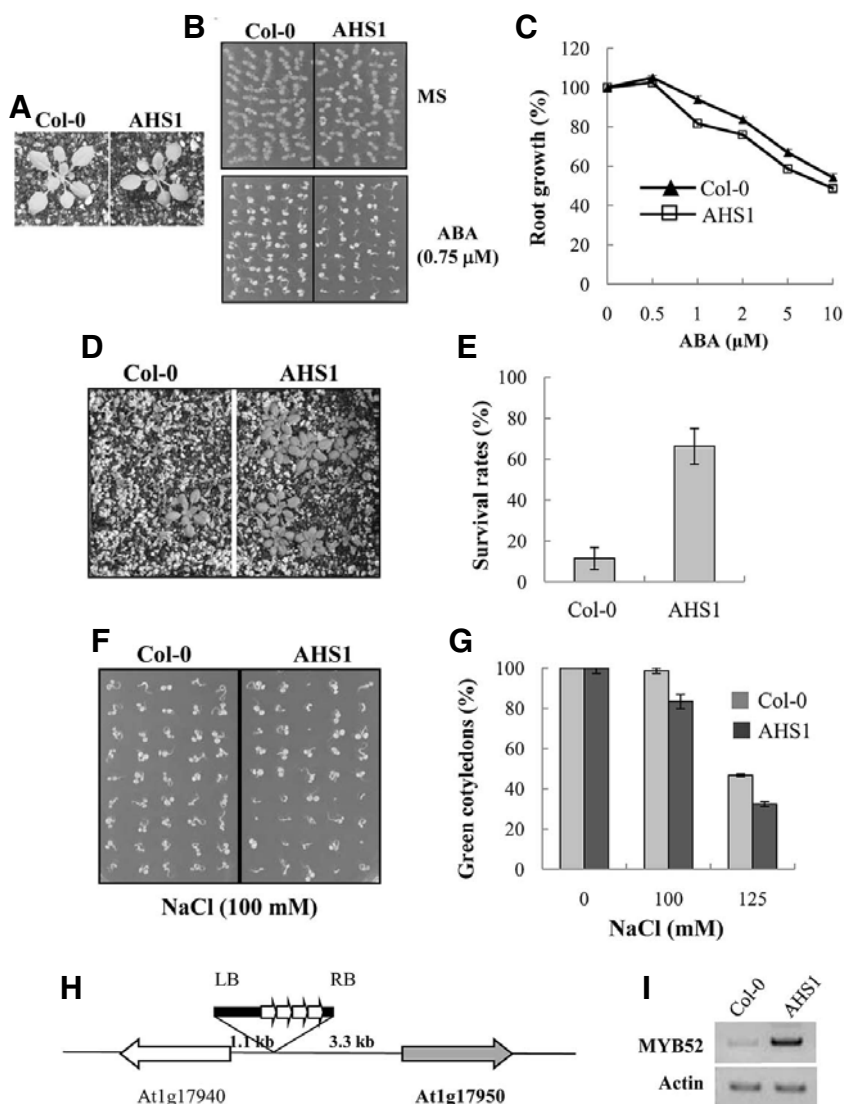 A
Col-0 AHS1
B
Col-0 AHS1
MS
ABA
(0.75 μM)
C
Root growth (%)
120
100
80
60
40
20
0
Col-0
AHS1
0 0.5 1 2 5 10
ABA (μM)
D
Col-0 AHS1
E
Survival rates (%)
100
80
60
40
20
0
Col-0 AHS1
F
Col-0 AHS1
NaCl (100 mM)
G
Green cotyledons (%)
100
80
60
40
20
0
Col-0
AHS1
0 100 125
NaCl (mM)
H
LB RB
1.1 kb 3.3 kb
At1g17940 At1g17950
I
Col-0 AHS1
MYB52
Actin